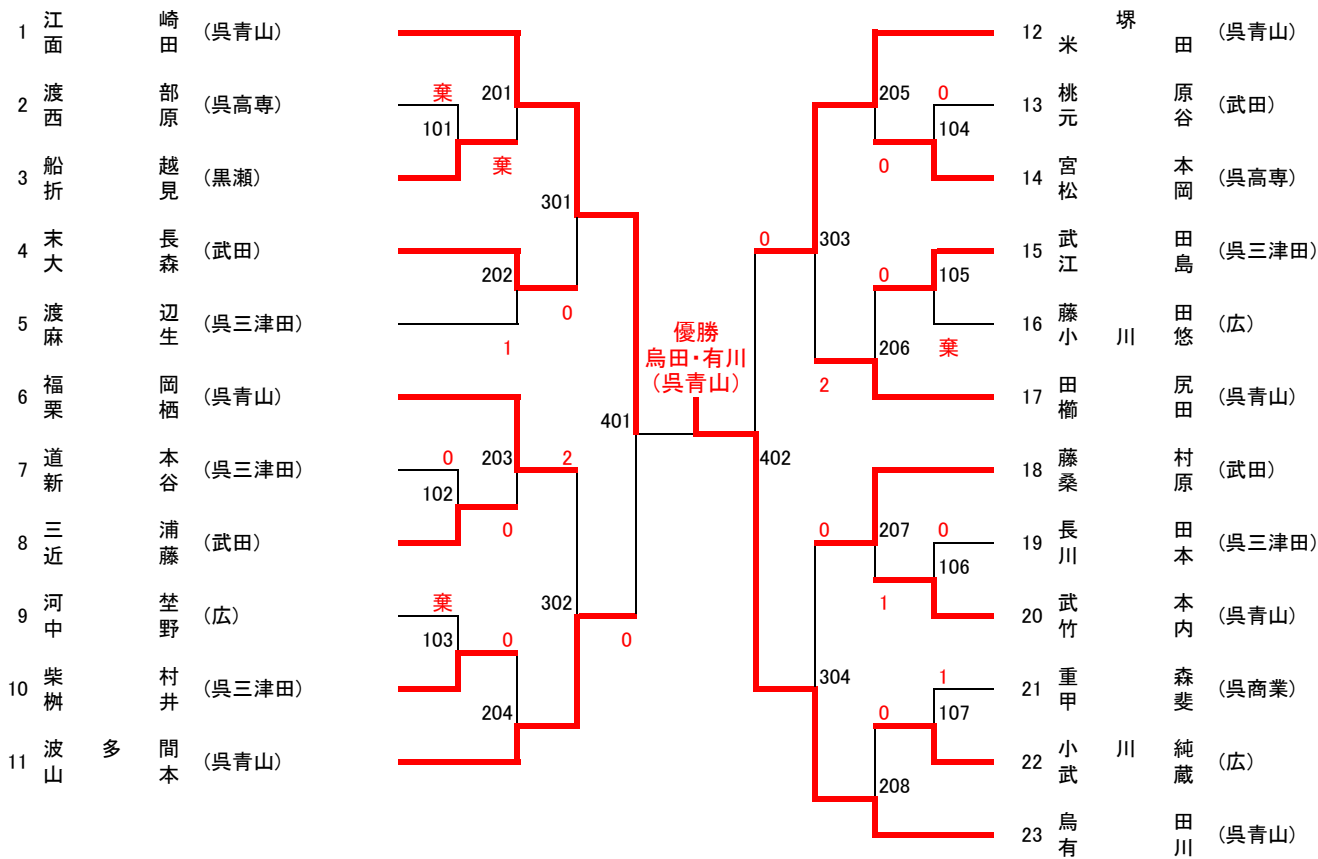 1 江崎 面田 (呉青山)
2 渡部 西原 (呉高専)
3 船越 折見 (黒瀬)
4 末長 大森 (武田)
5 渡辺 麻生 (呉三津田)
6 福岡 栗栖 (呉青山)
7 道本 新谷 (呉三津田)
8 三浦 近藤 (武田)
9 河埜 中野 (広)
10 柴村 桝井 (呉三津田)
11 波多間 山本 (呉青山)
棄
101
201
棄
301
202
0
1
0
102
203
2
0
棄
103
0
204
302
0
401
優勝
烏田・有川
(呉青山)
402
0
303
205
0
104
0
0
105
206
棄
2
0
207
0
106
1
304
1
0
107
208
12 堺 米田 (呉青山)
13 桃原 元谷 (武田)
14 宮本 松岡 (呉高専)
15 武田 江島 (呉三津田)
16 藤田 小川悠 (広)
17 田尻 櫛田 (呉青山)
18 藤村 桑原 (武田)
19 長田 川本 (呉三津田)
20 武本 竹内 (呉青山)
21 重森 甲斐 (呉商業)
22 小川純 武蔵 (広)
23 烏田 有川 (呉青山)